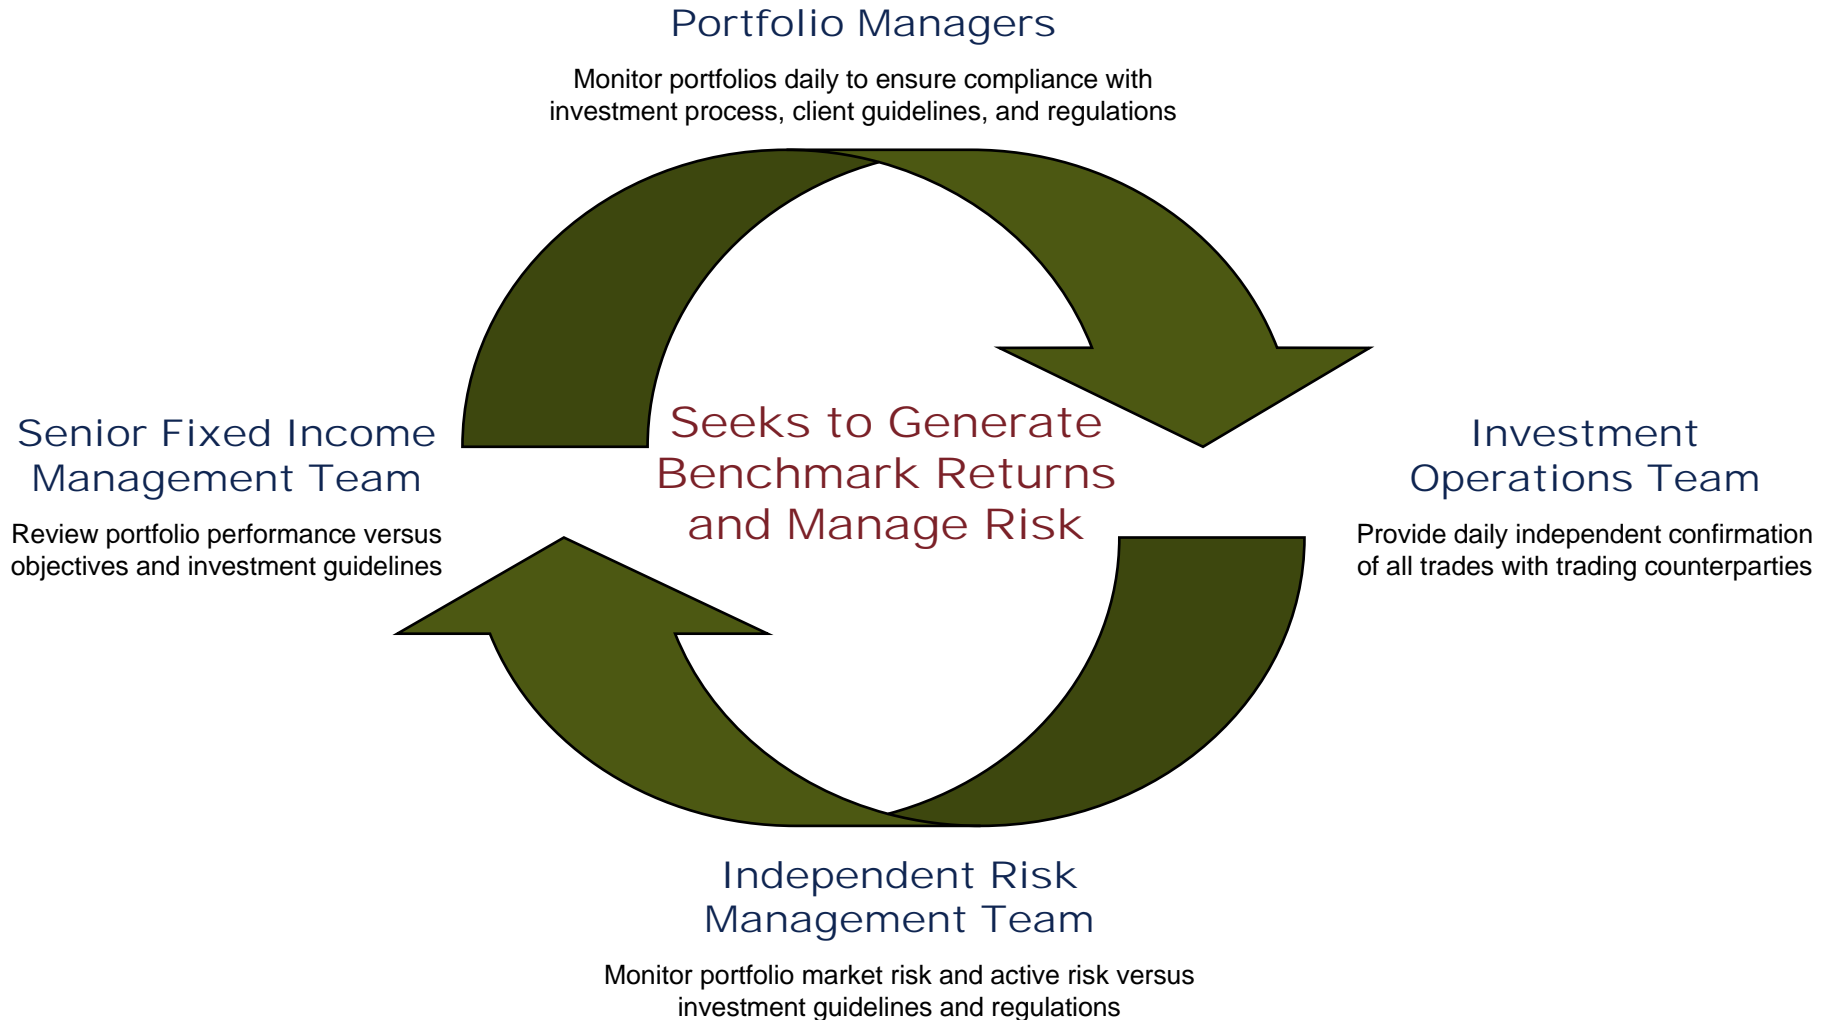 Portfolio Managers
Monitor portfolios daily to ensure compliance with
investment process, client guidelines, and regulations
Senior Fixed Income
Management Team
Review portfolio performance versus
objectives and investment guidelines
Seeks to Generate
Benchmark Returns
and Manage Risk
Investment
Operations Team
Provide daily independent confirmation
of all trades with trading counterparties
Independent Risk
Management Team
Monitor portfolio market risk and active risk versus
investment guidelines and regulations